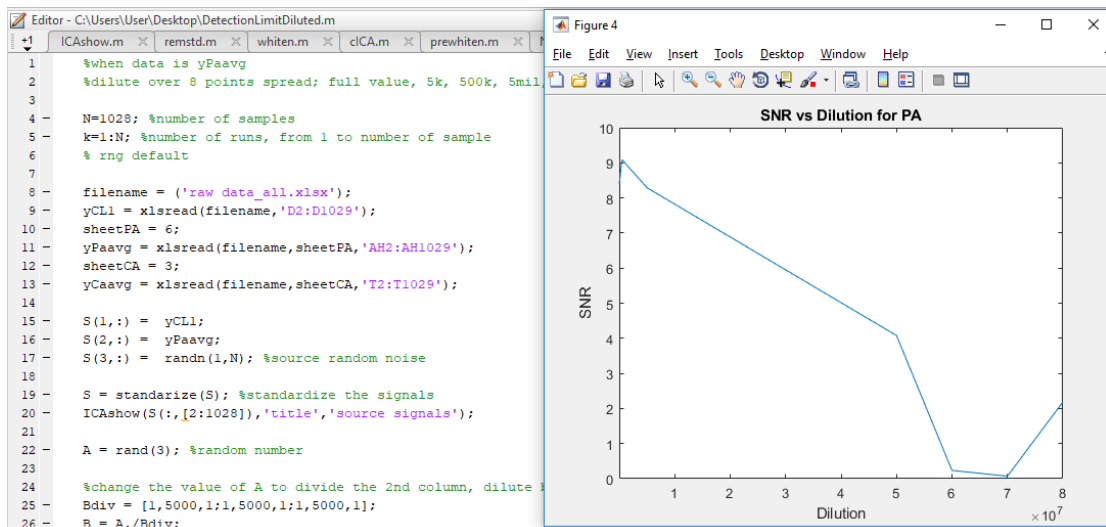 Editor - C:\Users\User\Desktop\DetectionLimitDiluted.m
+1 ICAshow.m remstd.m whiten.m cICA.m prewhiten.m
1 %when data is yPaavg
2 %dilute over 8 points spread; full value, 5k, 500k, 5mil,
3
4 – N=1028; %number of samples
5 – k=1:N; %number of runs, from 1 to number of sample
6 % rng default
7
8 – filename = ('raw data_all.xlsx');
9 – yCL1 = xlsread(filename,'D2:D1029');
10 – sheetPA = 6;
11 – yPaavg = xlsread(filename,sheetPA,'AH2:AH1029');
12 – sheetCA = 3;
13 – yCaavg = xlsread(filename,sheetCA,'T2:T1029');
14
15 – S(1,:) = yCL1;
16 – S(2,:) = yPaavg;
17 – S(3,:) = randn(1,N); %source random noise
18
19 – S = standarize(S); %standardize the signals
20 – ICAshow(S(:,[2:1028]),'title','source signals');
21
22 – A = rand(3); %random number
23
24 %change the value of A to divide the 2nd column, dilute
25 – Bdiv = [1,5000,1;1,5000,1;1,5000,1];
26 – B = A./Bdiv;
Figure 4
File Edit View Insert Tools Desktop Window Help
SNR vs Dilution for PA
10
9
8
7
6
5
4
3
2
1
0
SNR
1 2 3 4 5 6 7 8
Dilution
×10^7